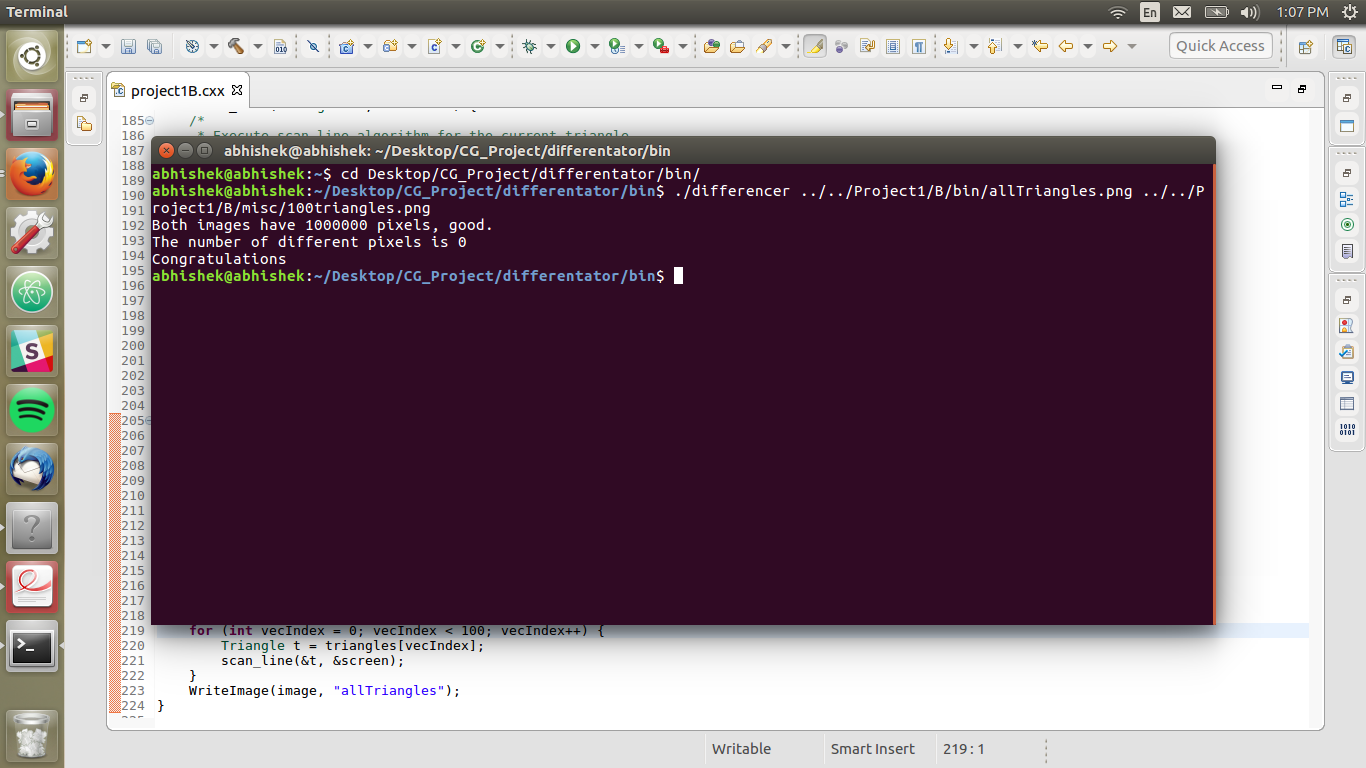 Terminal
En
1:07 PM
Quick Access
project1B.cxx
185 /*
186 * Execute scan line algorithm for the current triangle
187
188
189
190
191
192
193
194
195
196
197
198
199
200
201
202
203
204
205
206
207
208
209
210
211
212
213
214
215
216
217
218
abhishek@abhishek: ~/Desktop/CG_Project/differentator/bin
abhishek@abhishek:~$ cd Desktop/CG_Project/differentator/bin/
abhishek@abhishek:~/Desktop/CG_Project/differentator/bin$ ./differencer ../../Project1/B/bin/allTriangles.png ../../P
roject1/B/misc/100triangles.png
Both images have 1000000 pixels, good.
The number of different pixels is 0
Congratulations
abhishek@abhishek:~/Desktop/CG_Project/differentator/bin$
219 for (int vecIndex = 0; vecIndex < 100; vecIndex++) {
220 Triangle t = triangles[vecIndex];
221 scan_line(&t, &screen);
222 }
223 WriteImage(image, "allTriangles");
224 }
Writable
Smart Insert
219 : 1